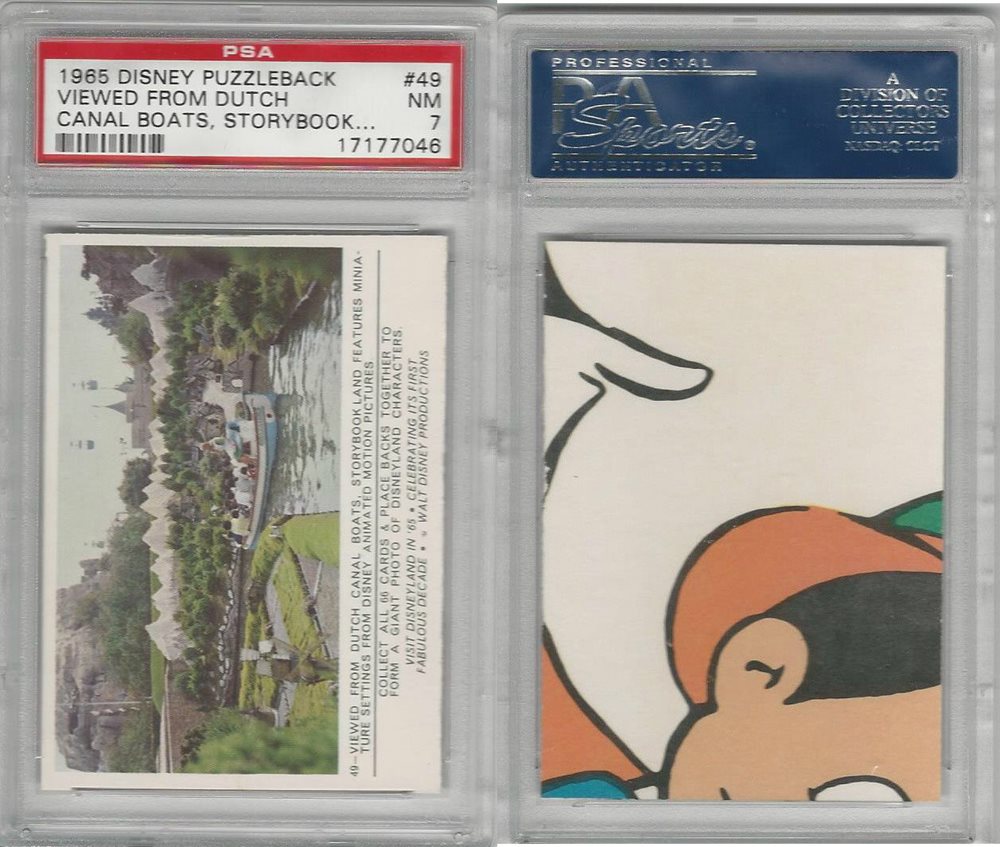 PSA
1965 DISNEY PUZZLEBACK #49
VIEWED FROM DUTCH NM
CANAL BOATS, STORYBOOK... 7
17177046
49—VIEWED FROM DUTCH CANAL BOATS, STORYBOOK LAND FEATURES MINIA-
TURE SETTINGS FROM DISNEY ANIMATED MOTION PICTURES
COLLECT ALL 66 CARDS & PLACE BACKS TOGETHER TO
FORM A GIANT PHOTO OF DISNEYLAND CHARACTERS.
VISIT DISNEYLAND IN '65 • CELEBRATING ITS FIRST
FABULOUS DECADE • © WALT DISNEY PRODUCTIONS
PROFESSIONAL
PSA
Sports
AUTHENTICATOR
A
DIVISION OF
COLLECTORS
UNIVERSE
NASDAQ: CLCT